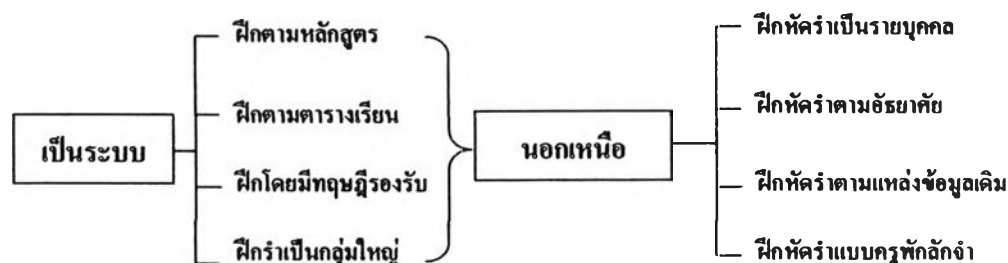 เป็นระบบ
ฝึกตามหลักสูตร
ฝึกตามตารางเรียน
ฝึกโดยมีทฤษฎีรองรับ
ฝึกรำเป็นกลุ่มใหญ่
นอกเหนือ
ฝึกหัดรำเป็นรายบุคคล
ฝึกหัดรำตามอัธยาศัย
ฝึกหัดรำตามแหล่งข้อมูลเดิม
ฝึกหัดรำแบบครูพักลักจำ